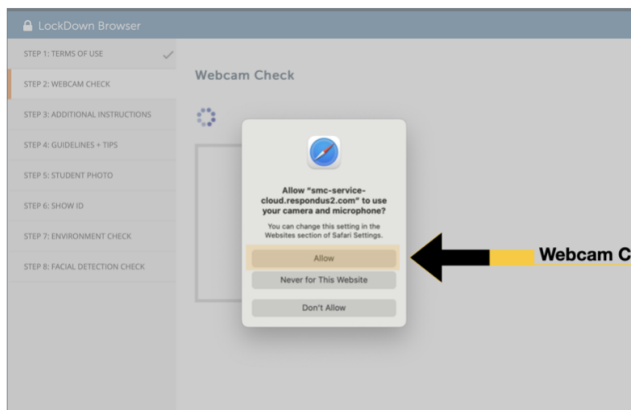 LockDown Browser
STEP 1: TERMS OF USE
STEP 2: WEBCAM CHECK
STEP 3: ADDITIONAL INSTRUCTIONS
STEP 4: GUIDELINES + TIPS
STEP 5: STUDENT PHOTO
STEP 6: SHOW ID
STEP 7: ENVIRONMENT CHECK
STEP 8: FACIAL DETECTION CHECK
Webcam Check
Allow "smc-service-
cloud.respondus2.com" to use
your camera and microphone?
You can change this setting in the
Websites section of Safari Settings.
Allow
Never for This Website
Don't Allow
Webcam C